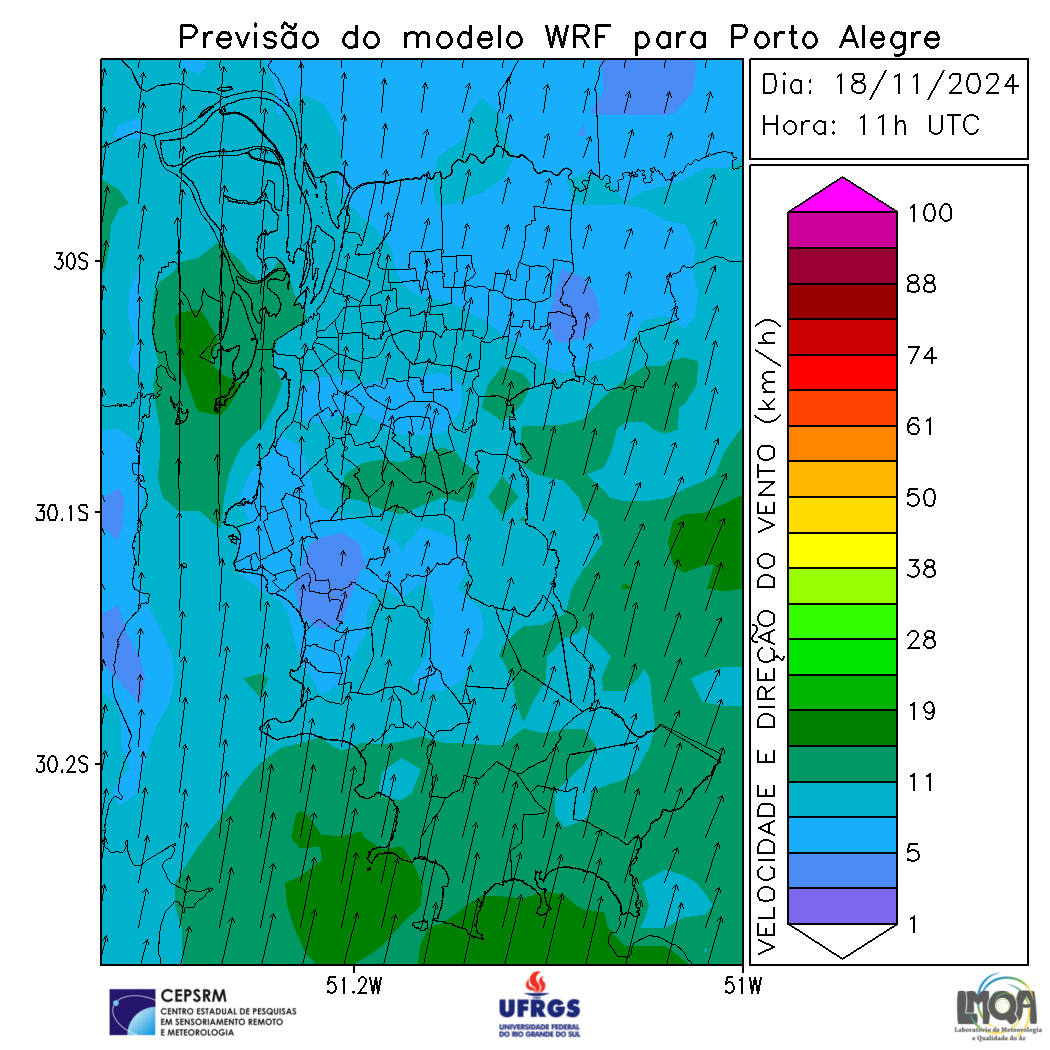 Previsão do modelo WRF para Porto Alegre
Dia: 18/11/2024
Hora: 11h UTC
30S
30.1S
30.2S
51.2W
51W
VELOCIDADE E DIREÇÃO DO VENTO (km/h)
100
88
74
61
50
38
28
19
11
5
1
CEPSRM
CENTRO ESTADUAL DE PESQUISAS
EM SENSORIAMENTO REMOTO
E METEOROLOGIA
UFRGS
UNIVERSIDADE FEDERAL
DO RIO GRANDE DO SUL
LMQA
Laboratório de Meteorologia
e Qualidade do Ar